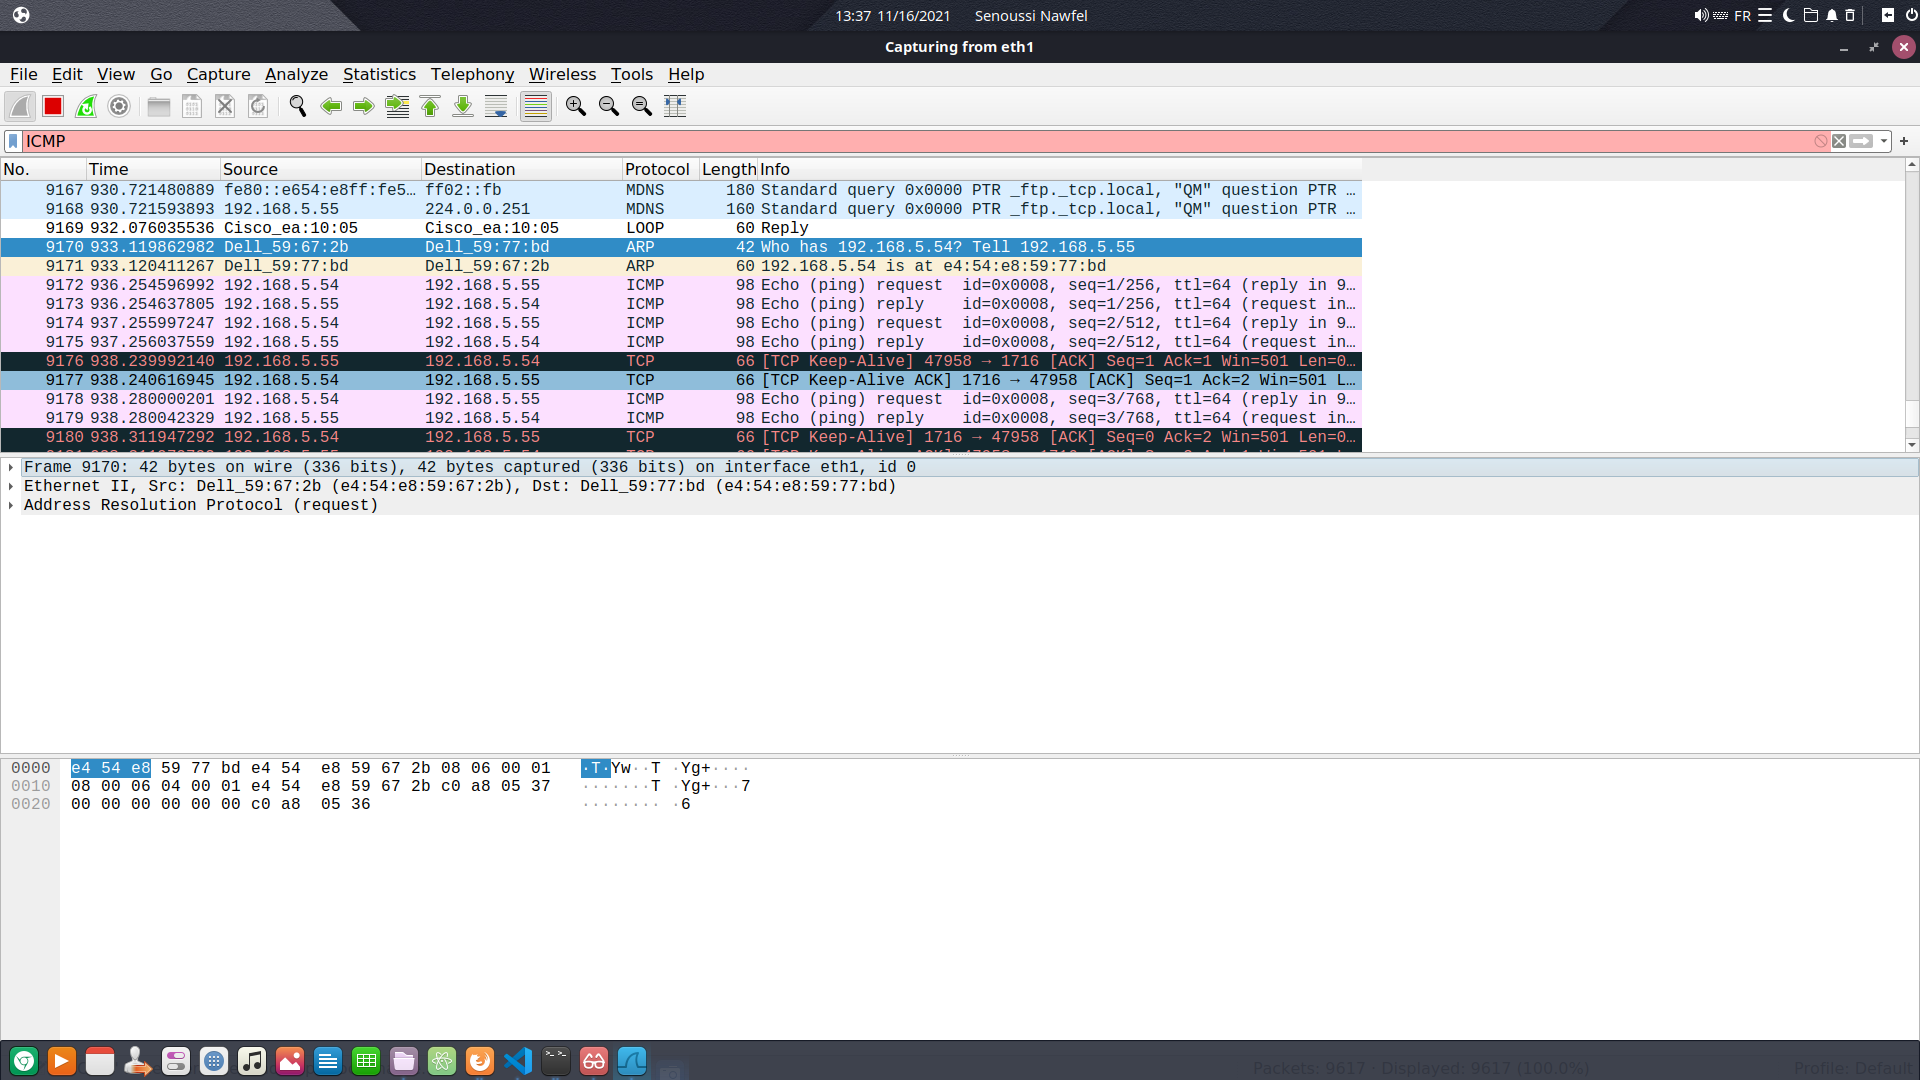 13:37 11/16/2021 Senoussi Nawfel FR
Capturing from eth1
File Edit View Go Capture Analyze Statistics Telephony Wireless Tools Help
ICMP
No. Time Source Destination Protocol Length Info
9167 930.721480889 fe80::e654:e8ff:fe5… ff02::fb MDNS 180 Standard query 0x0000 PTR _ftp._tcp.local, "QM" question PTR …
9168 930.721593893 192.168.5.55 224.0.0.251 MDNS 160 Standard query 0x0000 PTR _ftp._tcp.local, "QM" question PTR …
9169 932.076035536 Cisco_ea:10:05 Cisco_ea:10:05 LOOP 60 Reply
9170 933.119862982 Dell_59:67:2b Dell_59:77:bd ARP 42 Who has 192.168.5.54? Tell 192.168.5.55
9171 933.120411267 Dell_59:77:bd Dell_59:67:2b ARP 60 192.168.5.54 is at e4:54:e8:59:77:bd
9172 936.254596992 192.168.5.54 192.168.5.55 ICMP 98 Echo (ping) request id=0x0008, seq=1/256, ttl=64 (reply in 9…
9173 936.254637805 192.168.5.55 192.168.5.54 ICMP 98 Echo (ping) reply id=0x0008, seq=1/256, ttl=64 (request in…
9174 937.255997247 192.168.5.54 192.168.5.55 ICMP 98 Echo (ping) request id=0x0008, seq=2/512, ttl=64 (reply in 9…
9175 937.256037559 192.168.5.55 192.168.5.54 ICMP 98 Echo (ping) reply id=0x0008, seq=2/512, ttl=64 (request in…
9176 938.239992140 192.168.5.55 192.168.5.54 TCP 66 [TCP Keep-Alive] 47958 → 1716 [ACK] Seq=1 Ack=1 Win=501 Len=0…
9177 938.240616945 192.168.5.54 192.168.5.55 TCP 66 [TCP Keep-Alive ACK] 1716 → 47958 [ACK] Seq=1 Ack=2 Win=501 L…
9178 938.280000201 192.168.5.54 192.168.5.55 ICMP 98 Echo (ping) request id=0x0008, seq=3/768, ttl=64 (reply in 9…
9179 938.280042329 192.168.5.55 192.168.5.54 ICMP 98 Echo (ping) reply id=0x0008, seq=3/768, ttl=64 (request in…
9180 938.311947292 192.168.5.54 192.168.5.55 TCP 66 [TCP Keep-Alive] 1716 → 47958 [ACK] Seq=0 Ack=2 Win=501 Len=0…
Frame 9170: 42 bytes on wire (336 bits), 42 bytes captured (336 bits) on interface eth1, id 0
Ethernet II, Src: Dell_59:67:2b (e4:54:e8:59:67:2b), Dst: Dell_59:77:bd (e4:54:e8:59:77:bd)
Address Resolution Protocol (request)
0000 e4 54 e8 59 77 bd e4 54 e8 59 67 2b 08 06 00 01 ·T·Yw··T ·Yg+····
0010 08 00 06 04 00 01 e4 54 e8 59 67 2b c0 a8 05 37 ·······T ·Yg+···7
0020 00 00 00 00 00 00 c0 a8 05 36 ········ ·6
Packets: 9617 · Displayed: 9617 (100.0%) Profile: Default